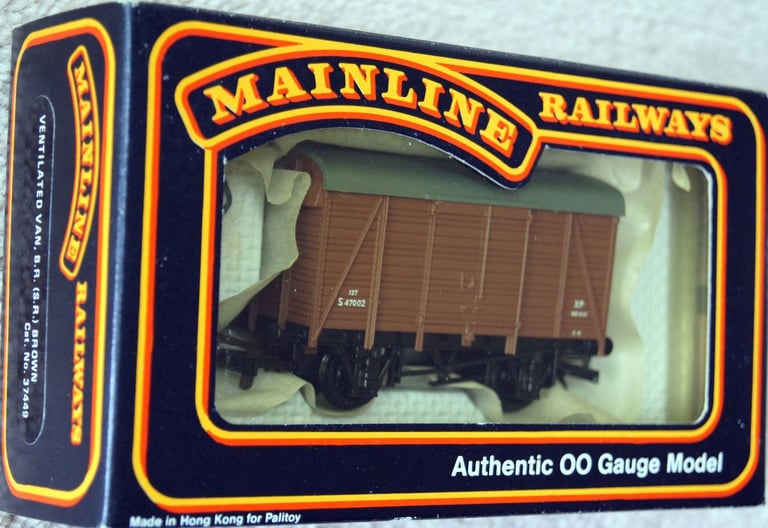 MAINLINE RAILWAYS
VENTILATED VAN, B.R. (S.R.) BROWN
Cat. No. 37449
MAINLINE RAILWAYS
12T
S 47002
XP
Authentic OO Gauge Model
Made in Hong Kong for Palitoy